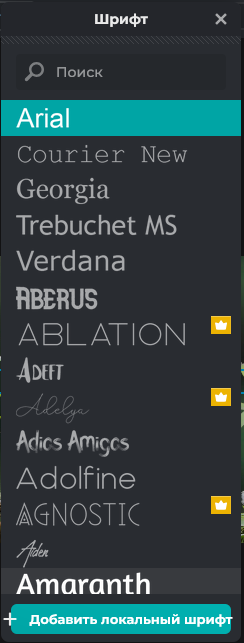 Шрифт
Поиск
Arial
Courier New
Georgia
Trebuchet MS
Verdana
ABERUS
ABLATION
ADEFT
Adelya
Adios Amigos
Adolfine
AGNOSTIC
Aiden
Amaranth
+ Добавить локальный шрифт